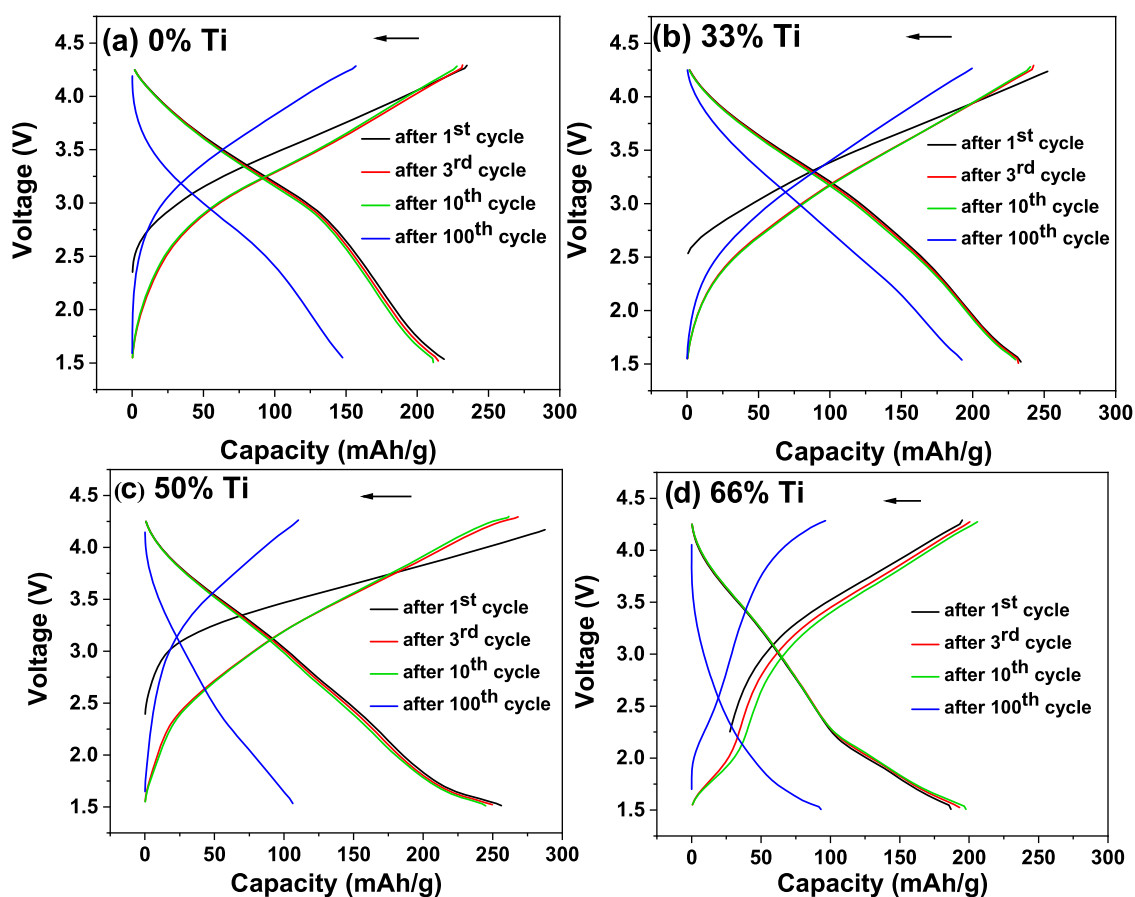 (a) 0% Ti
4.5
4.0
3.5
3.0
2.5
2.0
1.5
Voltage (V)
after 1st cycle
after 3rd cycle
after 10th cycle
after 100th cycle
0 50 100 150 200 250 300
Capacity (mAh/g)
(b) 33% Ti
4.5
4.0
3.5
3.0
2.5
2.0
1.5
Voltage (V)
after 1st cycle
after 3rd cycle
after 10th cycle
after 100th cycle
0 50 100 150 200 250 300
Capacity (mAh/g)
(c) 50% Ti
4.5
4.0
3.5
3.0
2.5
2.0
1.5
Voltage (V)
after 1st cycle
after 3rd cycle
after 10th cycle
after 100th cycle
0 50 100 150 200 250 300
Capacity (mAh/g)
(d) 66% Ti
4.5
4.0
3.5
3.0
2.5
2.0
1.5
Voltage (V)
after 1st cycle
after 3rd cycle
after 10th cycle
after 100th cycle
0 50 100 150 200 250 300
Capacity (mAh/g)